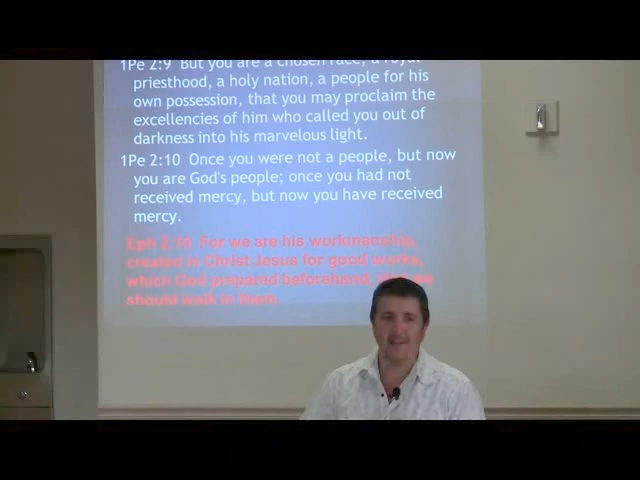 1Pe 2:9 But you are a chosen race, a royal
priesthood, a holy nation, a people for his
own possession, that you may proclaim the
excellencies of him who called you out of
darkness into his marvelous light.
1Pe 2:10 Once you were not a people, but now
you are God's people; once you had not
received mercy, but now you have received
mercy.
Eph 2:10 For we are his workmanship,
created in Christ Jesus for good works,
which God prepared beforehand, that we
should walk in them.